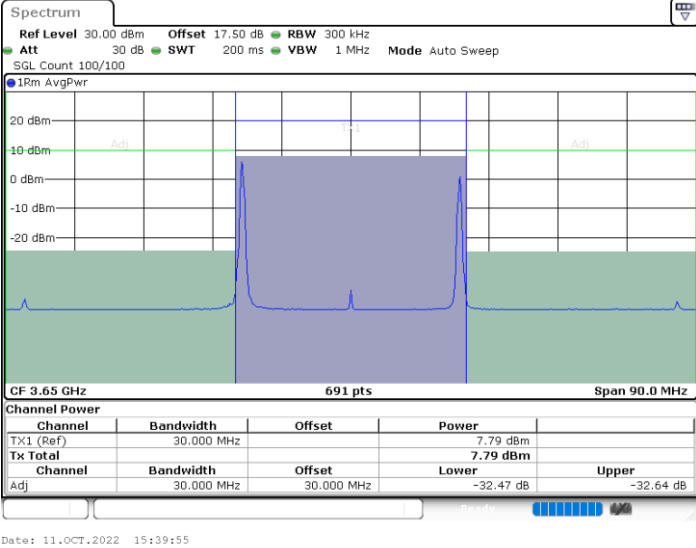 Spectrum
Ref Level 30.00 dBm Offset 17.50 dB RBW 300 kHz
Att 30 dB SWT 200 ms VBW 1 MHz Mode Auto Sweep
SGL Count 100/100
1Rm AvgPwr
20 dBm
TX1
Adj
Adj
10 dBm
0 dBm
-10 dBm
-20 dBm
CF 3.65 GHz 691 pts Span 90.0 MHz
Channel Power
Channel Bandwidth Offset Power
TX1 (Ref) 30.000 MHz 7.79 dBm
Tx Total 7.79 dBm
Channel Bandwidth Offset Lower Upper
Adj 30.000 MHz 30.000 MHz -32.47 dB -32.64 dB
Ready
Date: 11.OCT.2022 15:39:55